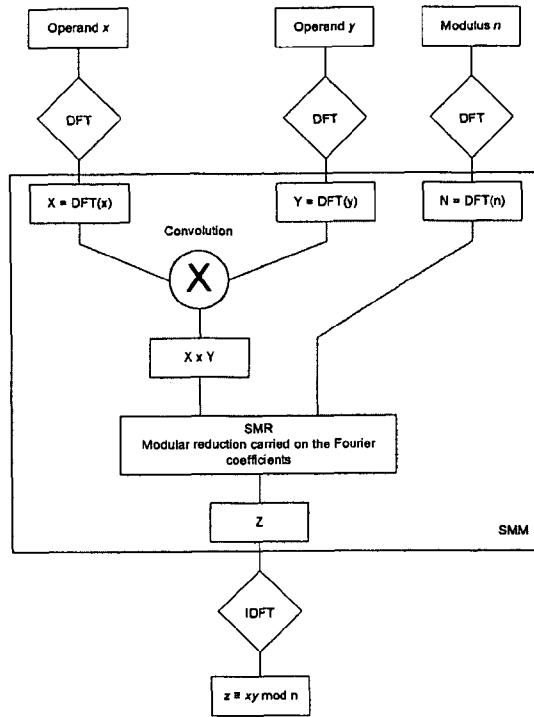 Operand x
Operand y
Modulus n
DFT
DFT
DFT
X = DFT(x)
Y = DFT(y)
N = DFT(n)
Convolution
X
X x Y
SMR
Modular reduction carried on the Fourier
coefficients
Z
SMM
IDFT
z ≡ xy mod n